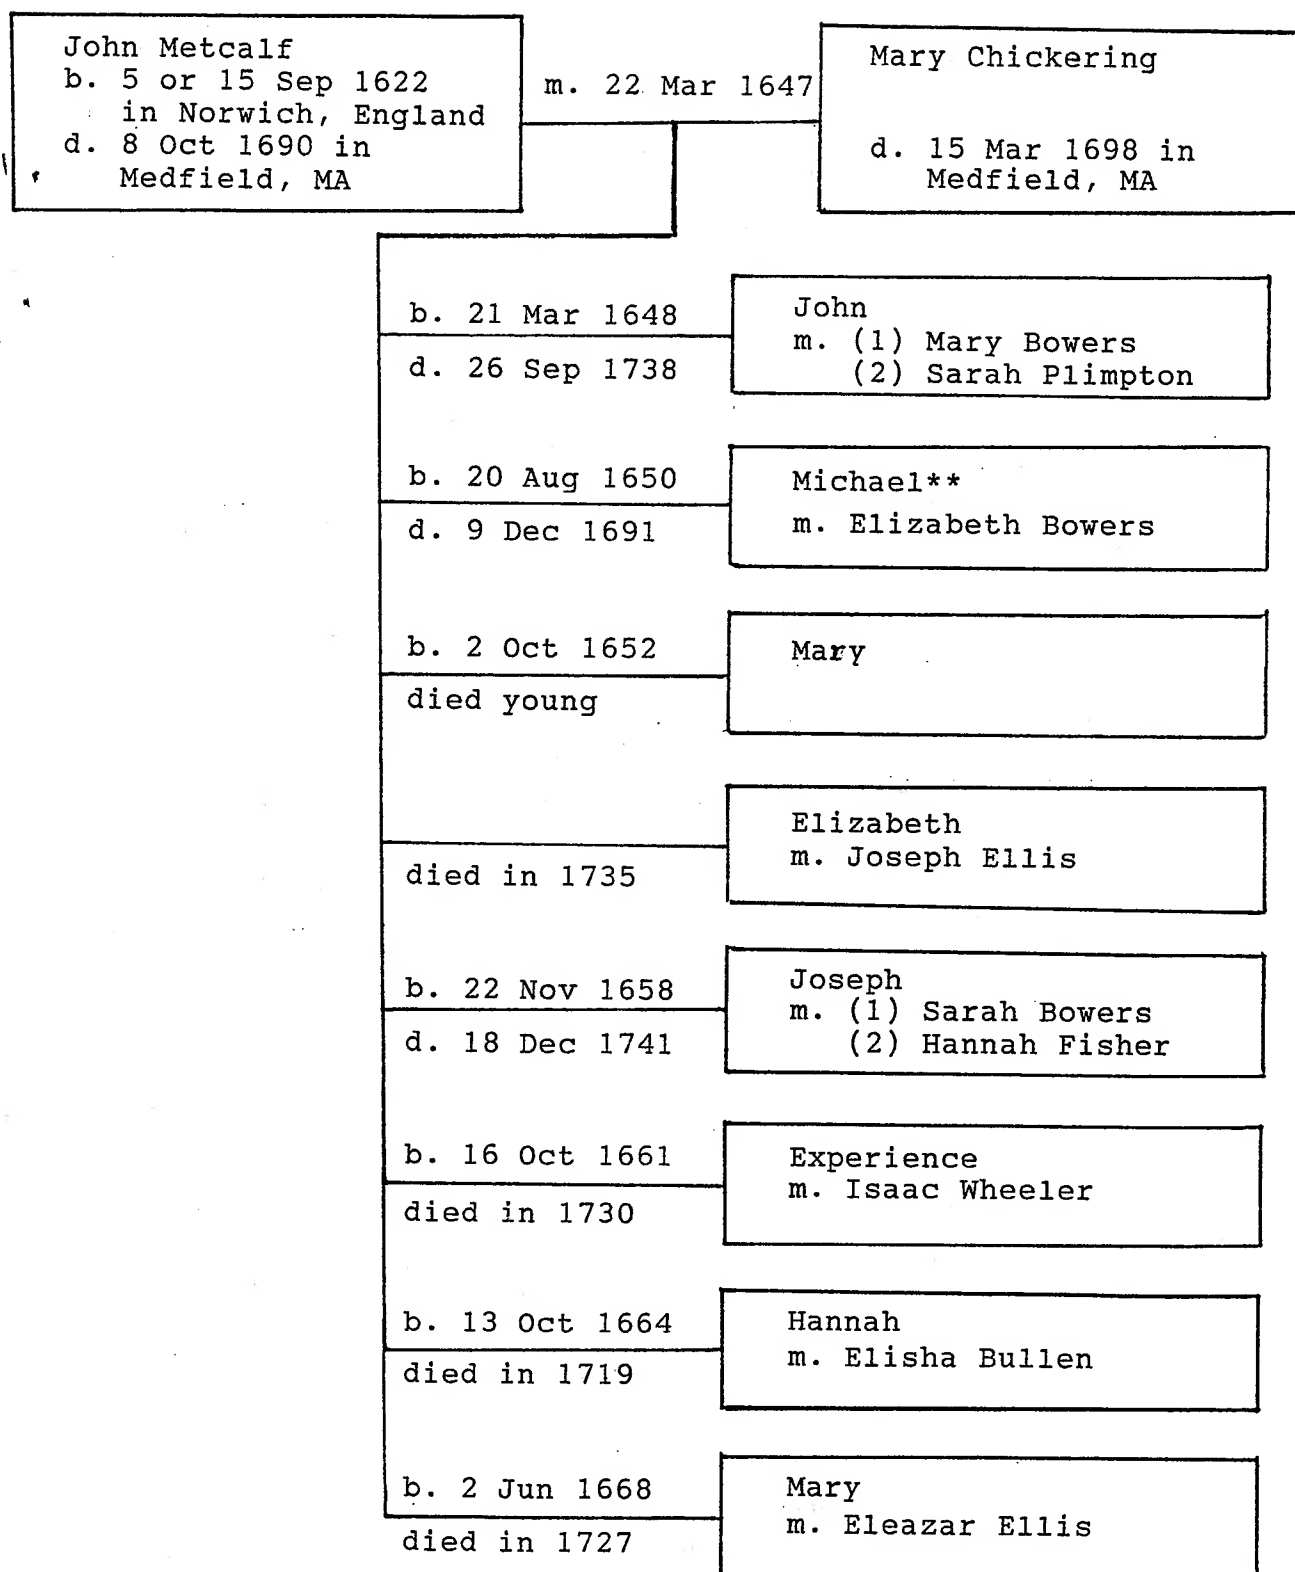 John Metcalf
b. 5 or 15 Sep 1622
in Norwich, England
d. 8 Oct 1690 in
Medfield, MA
m. 22 Mar 1647
Mary Chickering
d. 15 Mar 1698 in
Medfield, MA
b. 21 Mar 1648
d. 26 Sep 1738
John
m. (1) Mary Bowers
(2) Sarah Plimpton
b. 20 Aug 1650
d. 9 Dec 1691
Michael**
m. Elizabeth Bowers
b. 2 Oct 1652
died young
Mary
died in 1735
Elizabeth
m. Joseph Ellis
b. 22 Nov 1658
d. 18 Dec 1741
Joseph
m. (1) Sarah Bowers
(2) Hannah Fisher
b. 16 Oct 1661
died in 1730
Experience
m. Isaac Wheeler
b. 13 Oct 1664
died in 1719
Hannah
m. Elisha Bullen
b. 2 Jun 1668
died in 1727
Mary
m. Eleazar Ellis